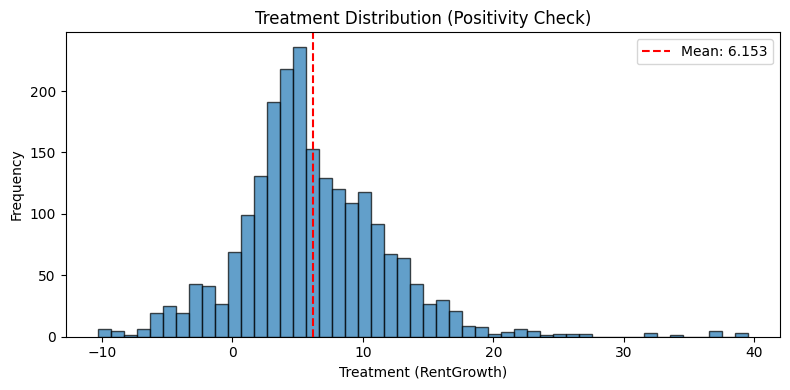 Treatment Distribution (Positivity Check)
Mean: 6.153
Frequency
200
150
100
50
0
−10
0
10
20
30
40
Treatment (RentGrowth)